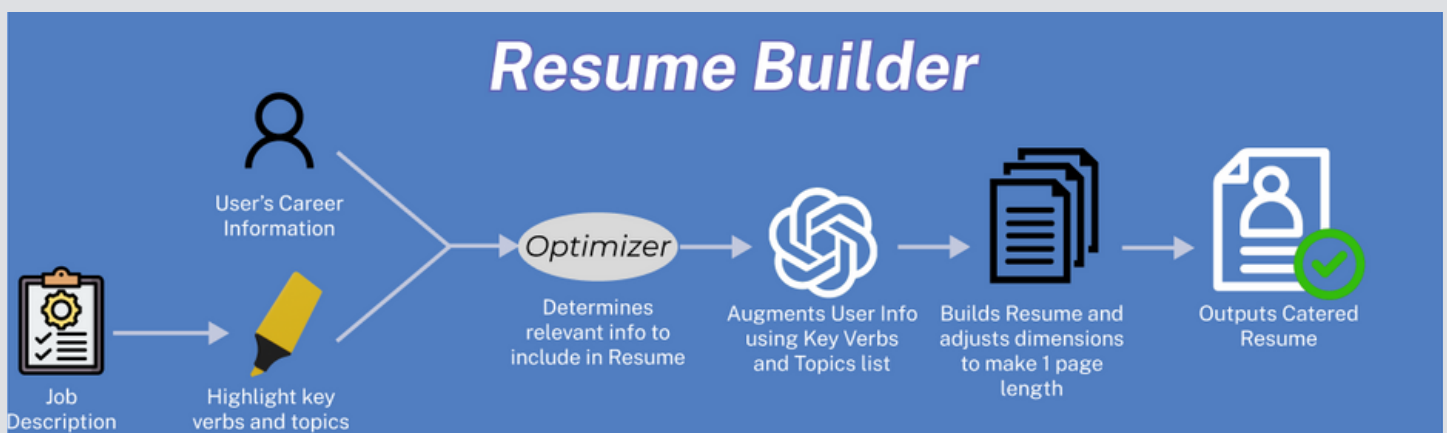 Resume Builder
User's Career
Information
Job
Description
Highlight key
verbs and topics
Optimizer
Determines
relevant info to
include in Resume
Augments User Info
using Key Verbs
and Topics list
Builds Resume and
adjusts dimensions
to make 1 page
length
Outputs Catered
Resume